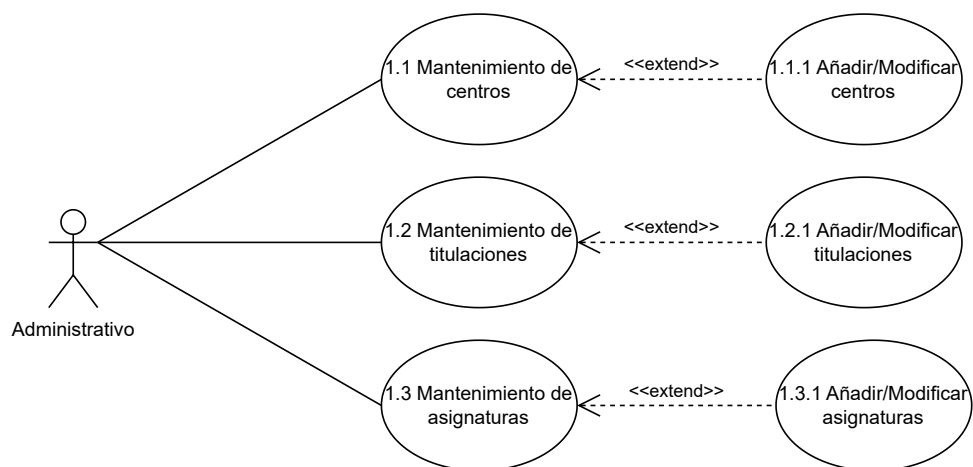 1.1 Mantenimiento de
centros
<<extend>>
1.1.1 Añadir/Modificar
centros
1.2 Mantenimiento de
titulaciones
<<extend>>
1.2.1 Añadir/Modificar
titulaciones
Administrativo
1.3 Mantenimiento de
asignaturas
<<extend>>
1.3.1 Añadir/Modificar
asignaturas